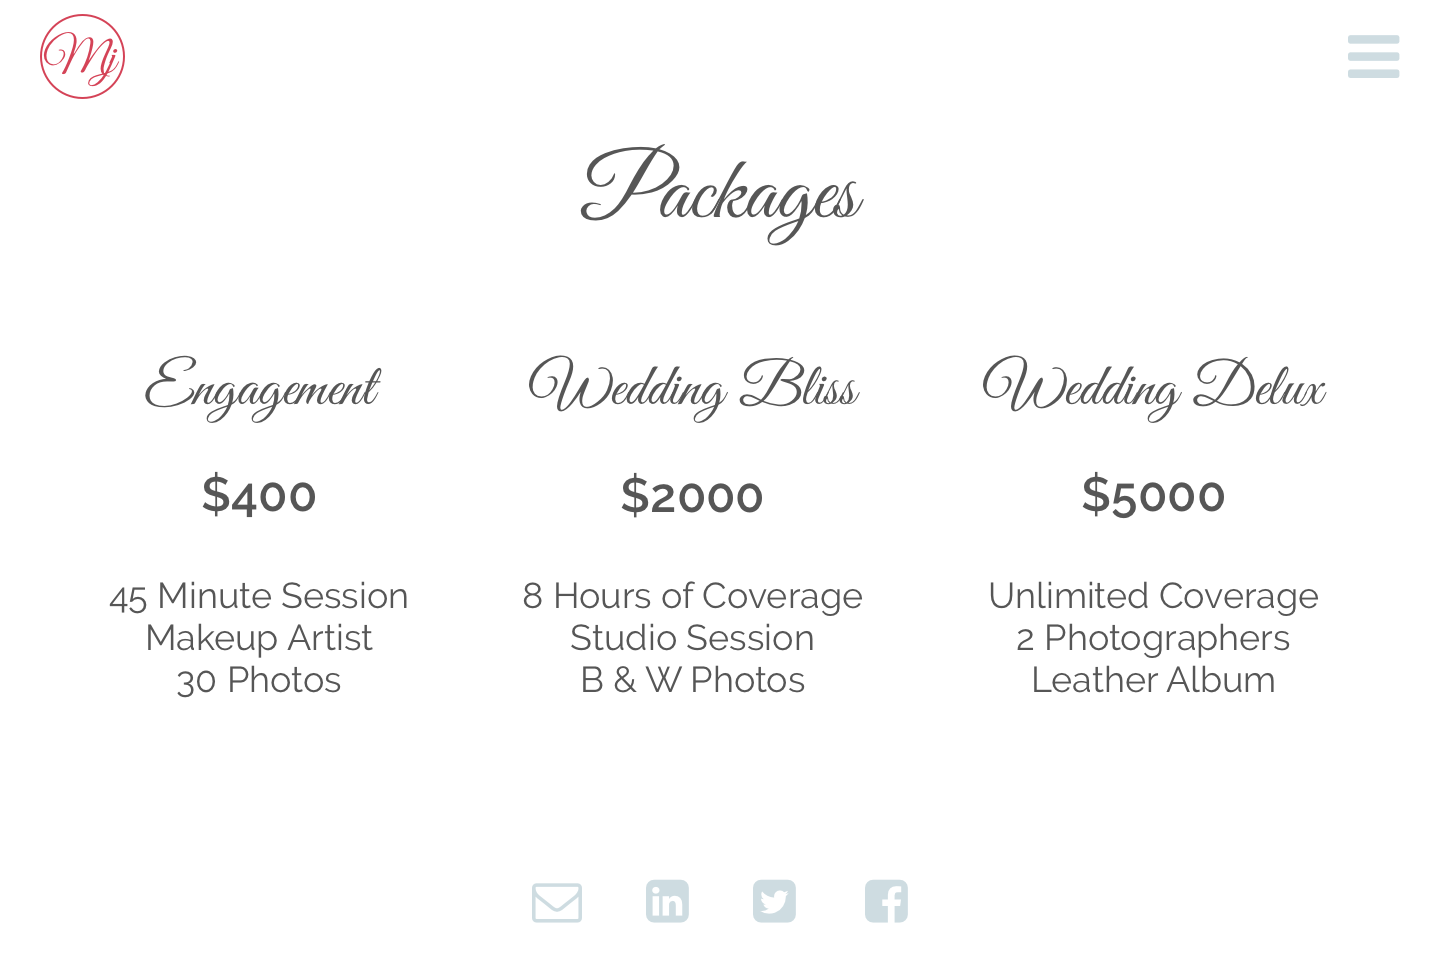 Mj
Packages
Engagement
$400
45 Minute Session
Makeup Artist
30 Photos
Wedding Bliss
$2000
8 Hours of Coverage
Studio Session
B & W Photos
Wedding Delux
$5000
Unlimited Coverage
2 Photographers
Leather Album
in
f